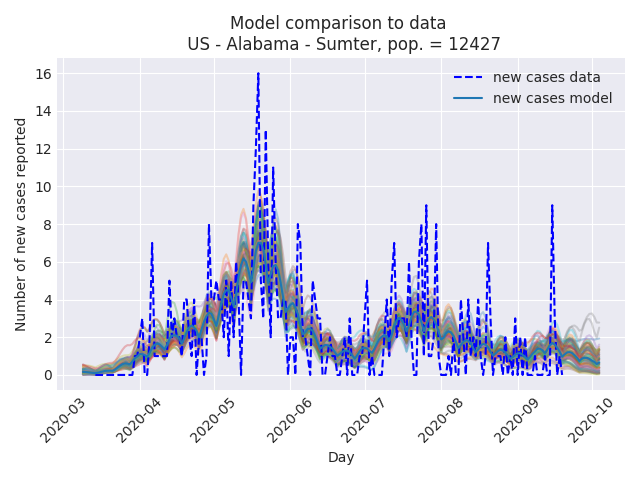 Model comparison to data
US - Alabama - Sumter, pop. = 12427
new cases data
new cases model
Number of new cases reported
16
14
12
10
8
6
4
2
0
2020-03
2020-04
2020-05
2020-06
2020-07
2020-08
2020-09
2020-10
Day